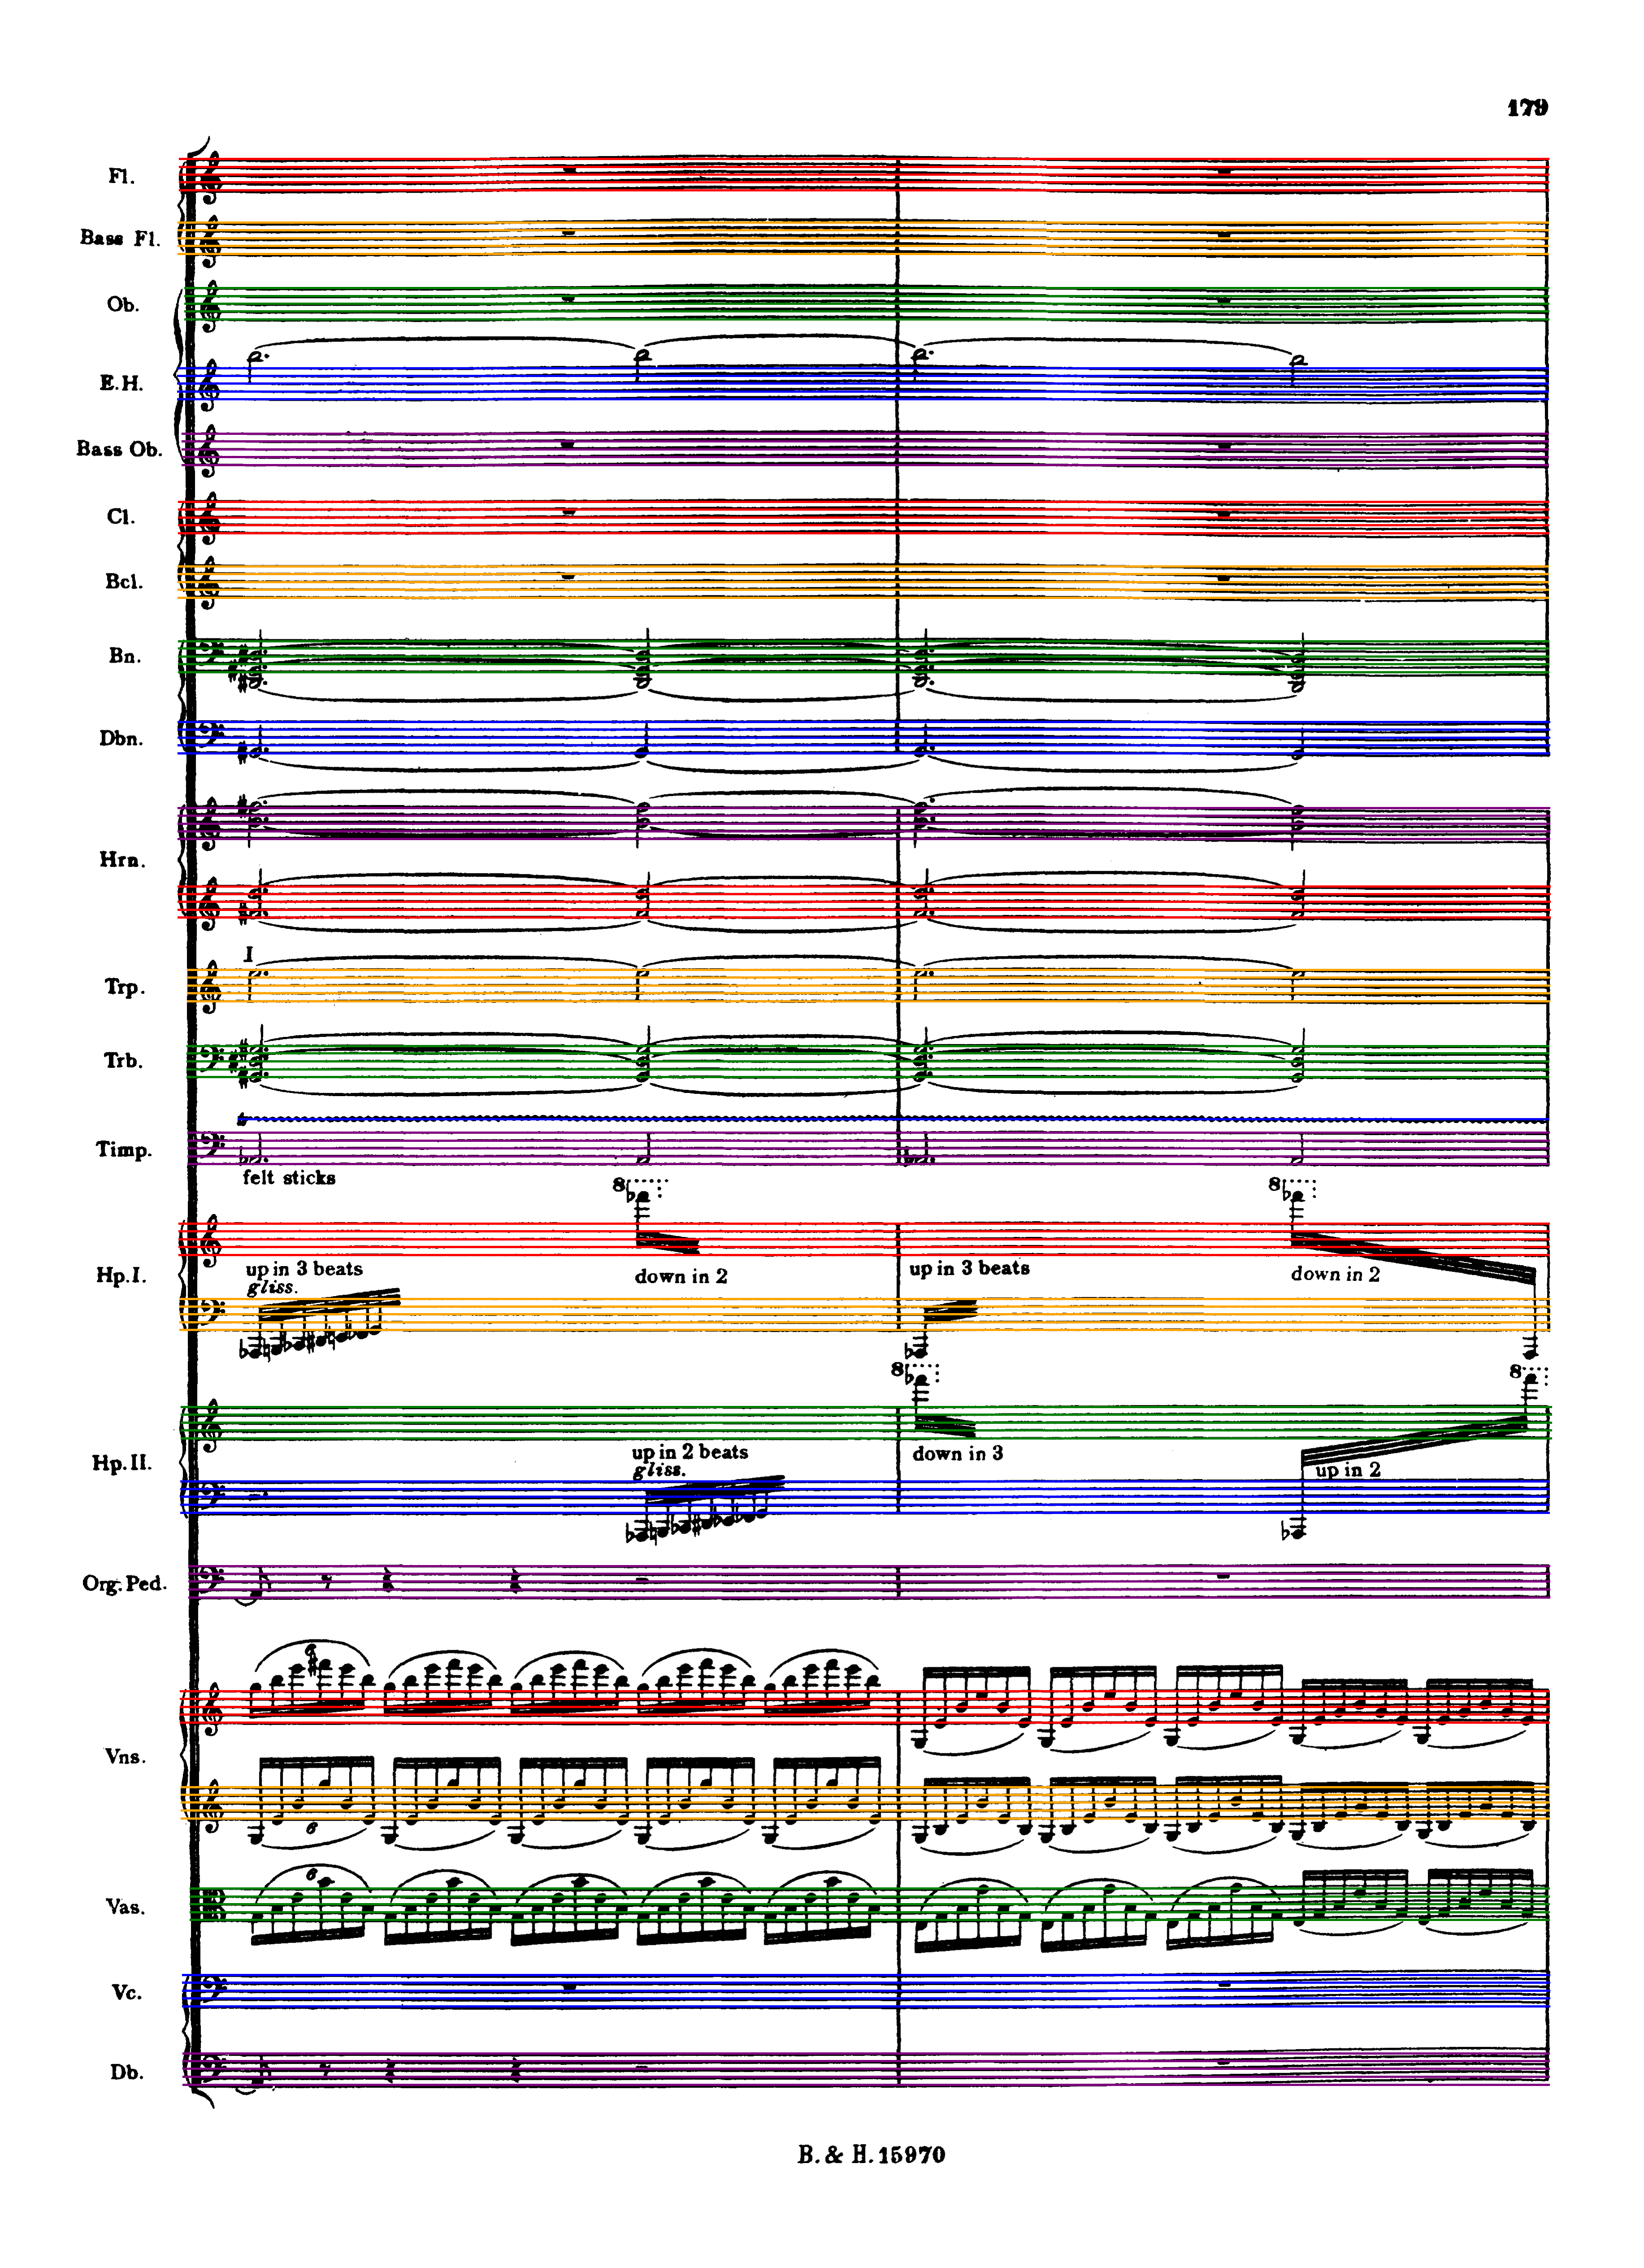 179
Fl.
Bass Fl.
Ob.
E.H.
Bass Ob.
Cl.
Bcl.
Bn.
Dbn.
Hrn.
I
Trp.
Trb.
Timp.
felt sticks
8
8
Hp.I.
up in 3 beats
gliss.
down in 2
up in 3 beats
down in 2
8
8
Hp.II.
up in 2 beats
gliss.
down in 3
up in 2
Org. Ped.
6
Vns.
6
6
Vas.
Vc.
Db.
B. & H. 15970